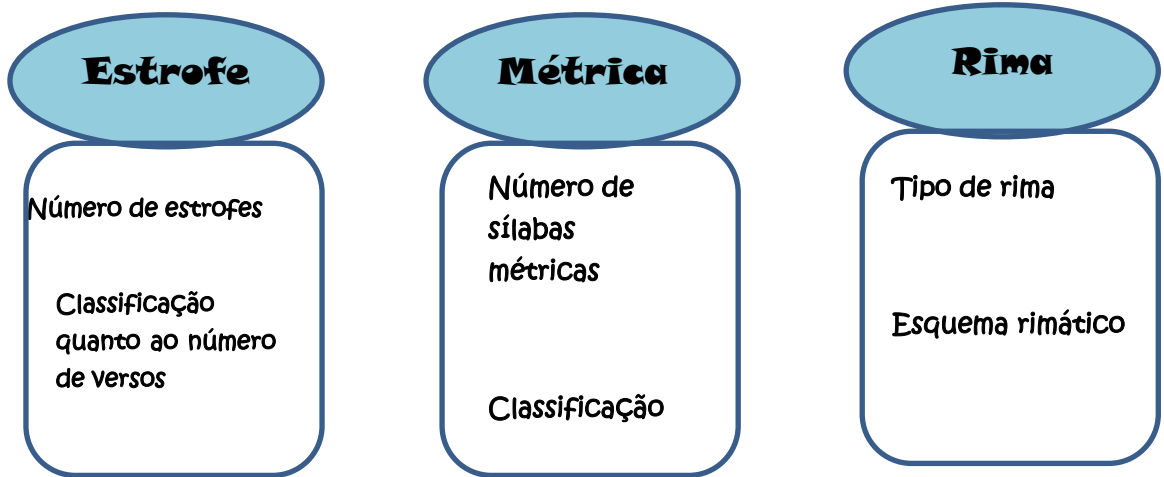 Estrofe
Número de estrofes
Classificação
quanto ao número
de versos
Métrica
Número de
sílabas
métricas
Classificação
Rima
Tipo de rima
Esquema rimático